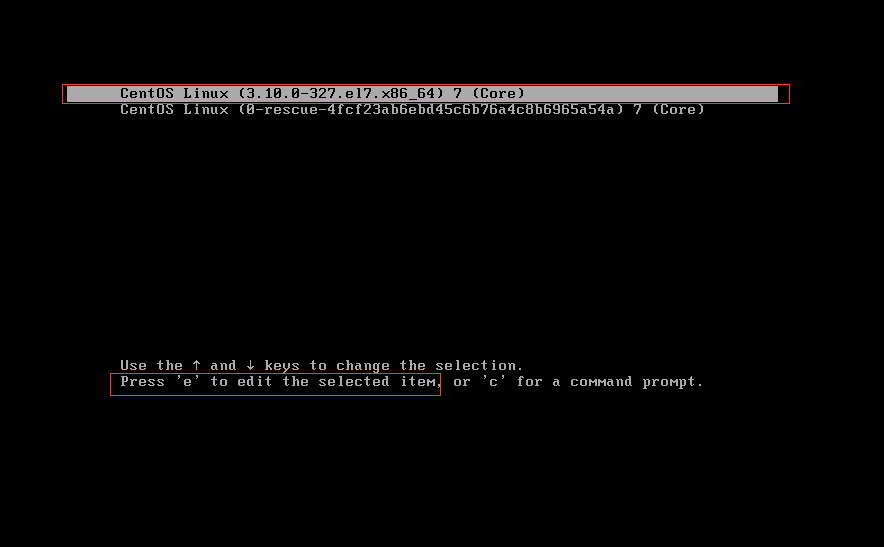 CentOS Linux (3.10.0-327.el7.x86_64) 7 (Core)
CentOS Linux (0-rescue-4fcf23ab6ebd45c6b76a4c8b6965a54a) 7 (Core)
Use the ↑ and ↓ keys to change the selection.
Press 'e' to edit the selected item, or 'c' for a command prompt.